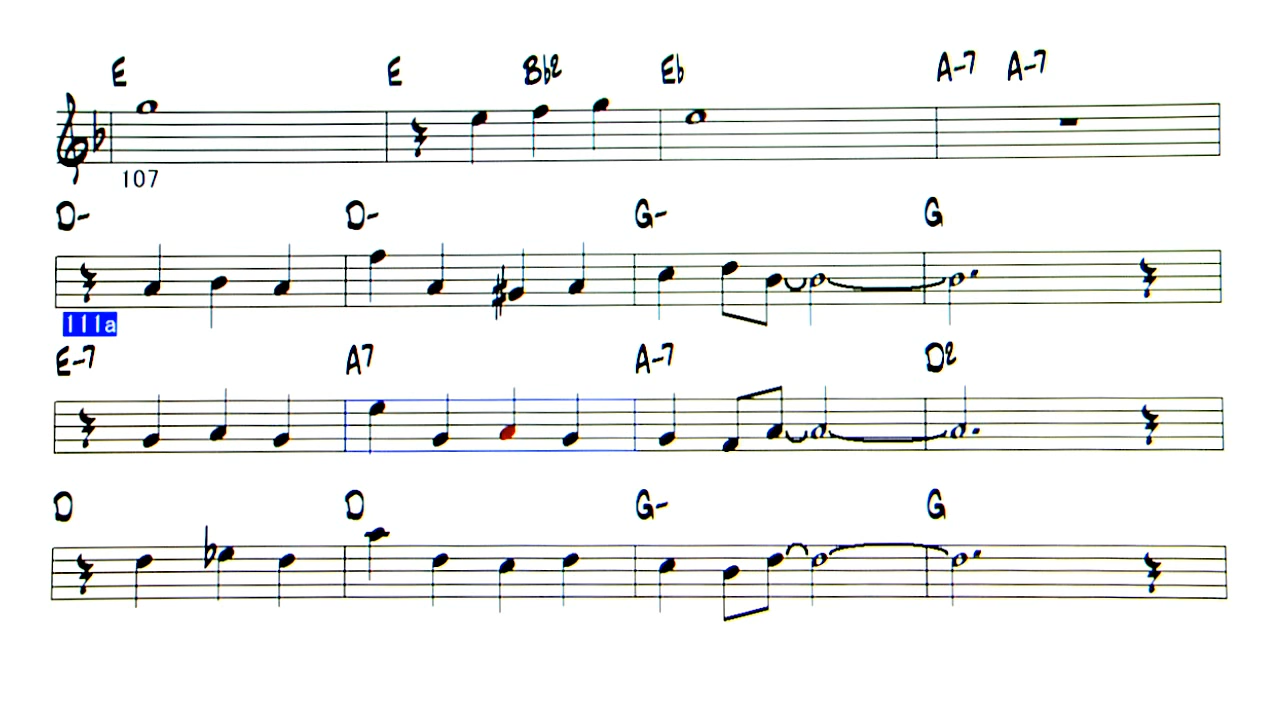 E E Bb2 Eb A-7 A-7
107
D- D- G- G
111a
E-7 A7 A-7 D2
D D G- G